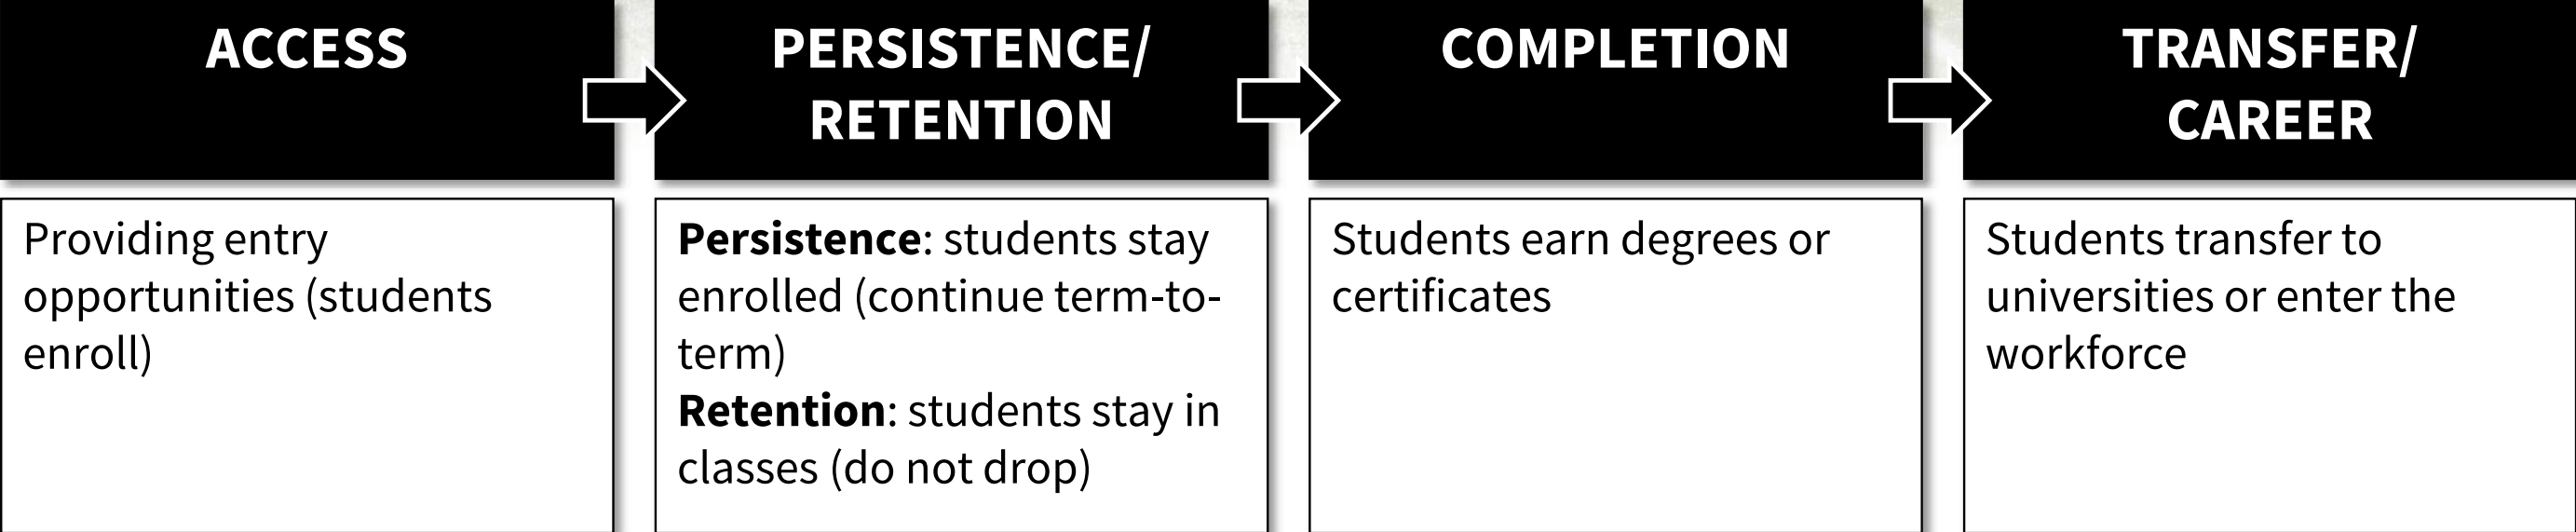 ACCESS
Providing entry
opportunities (students
enroll)
PERSISTENCE/
RETENTION
Persistence: students stay
enrolled (continue term-to-
term)
Retention: students stay in
classes (do not drop)
COMPLETION
Students earn degrees or
certificates
TRANSFER/
CAREER
Students transfer to
universities or enter the
workforce